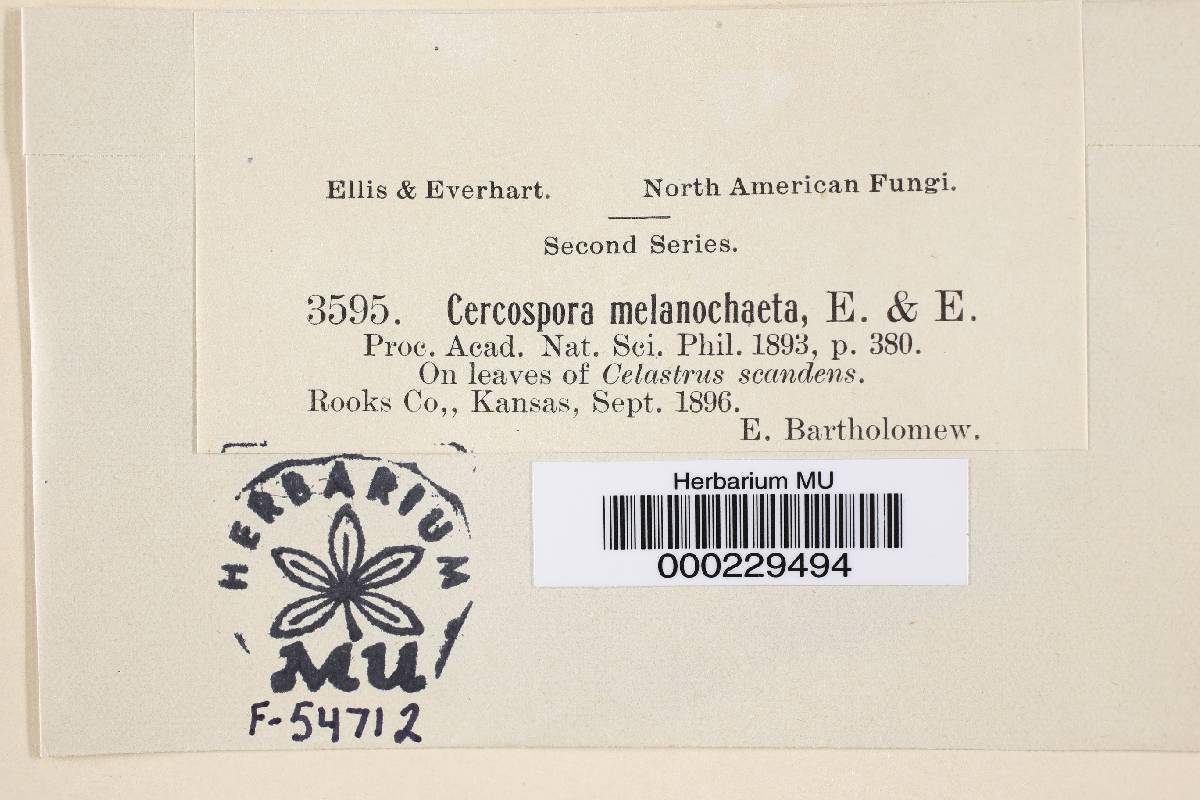 Ellis & Everhart. North American Fungi.
Second Series.
3595. Cercospora melanochaeta, E. & E.
Proc. Acad. Nat. Sci. Phil. 1893, p. 380.
On leaves of Celastrus scandens.
Rooks Co,, Kansas, Sept. 1896.
E. Bartholomew.
HERBARIUM
MU
F-54712
Herbarium MU
000229494